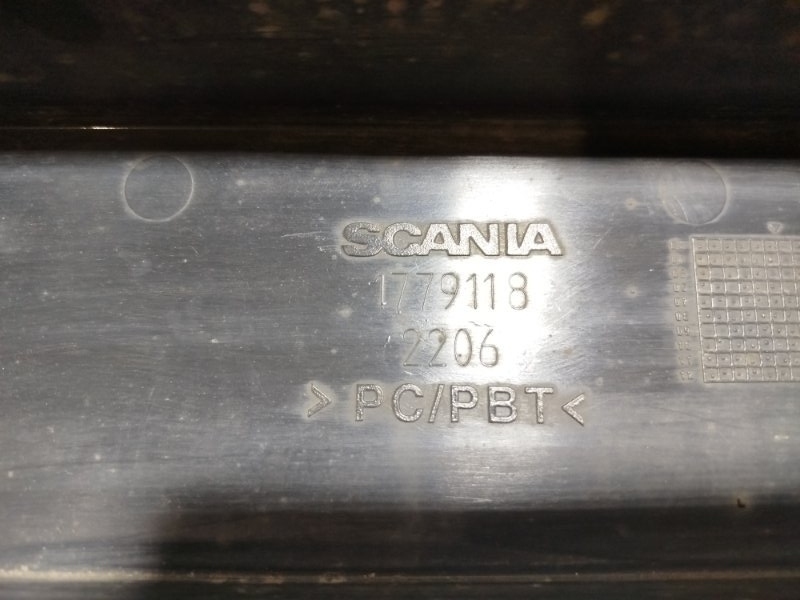 SCANIA
1779118
2206
> PC/PBT <